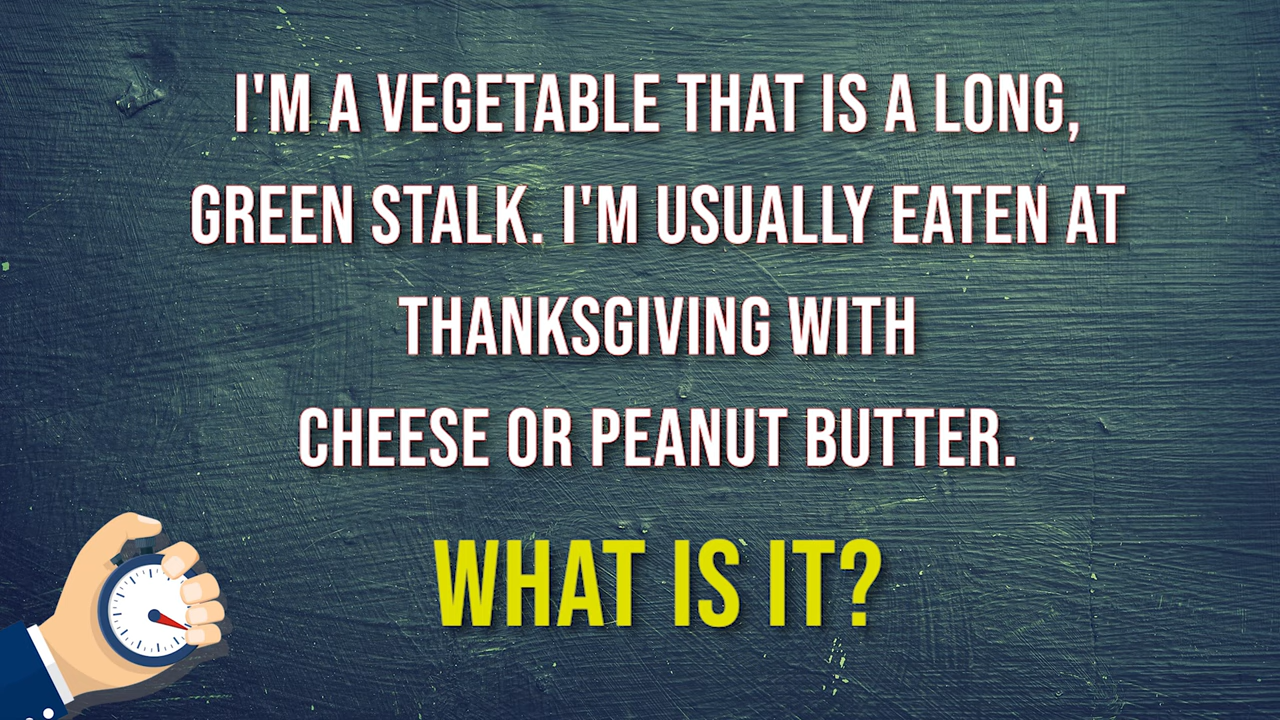 I'M A VEGETABLE THAT IS A LONG,
GREEN STALK. I'M USUALLY EATEN AT
THANKSGIVING WITH
CHEESE OR PEANUT BUTTER.
WHAT IS IT?